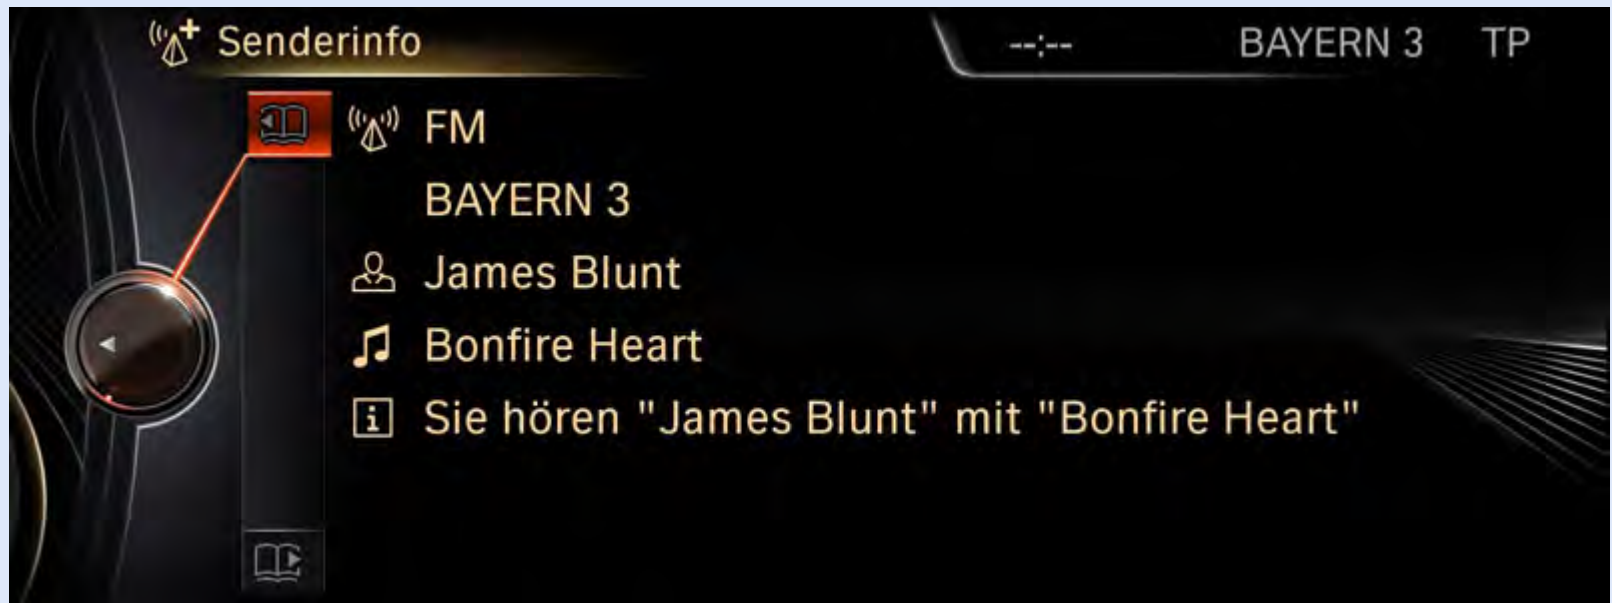 Senderinfo
--:-- BAYERN 3 TP
FM
BAYERN 3
James Blunt
Bonfire Heart
Sie hören "James Blunt" mit "Bonfire Heart"